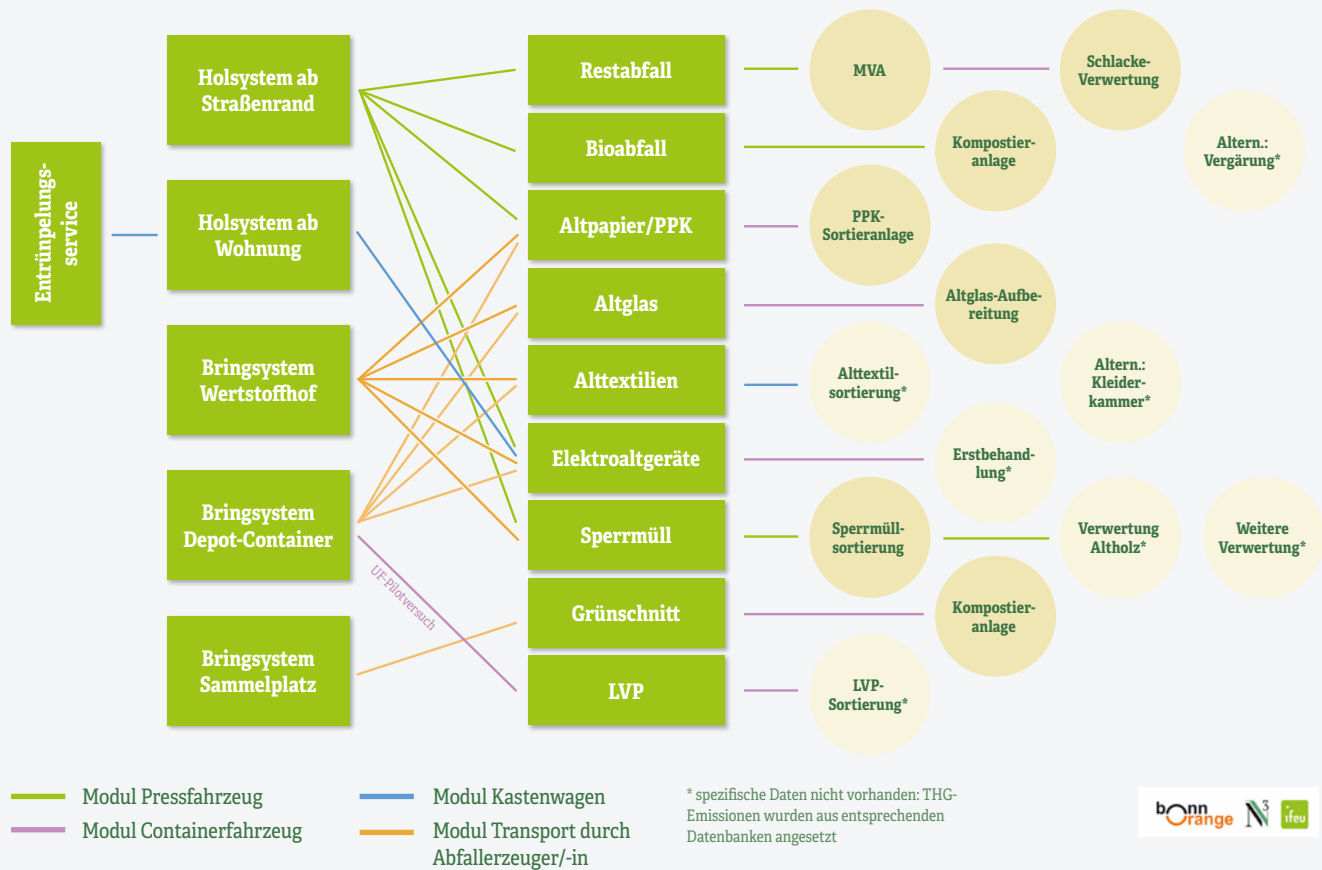 Entrümpelungs-
service
Holsystem ab
Straßenrand
Holsystem ab
Wohnung
Bringsystem
Wertstoffhof
Bringsystem
Depot-Container
Bringsystem
Sammelplatz
UF-Pilotversuch
Restabfall
Bioabfall
Altpapier/PPK
Altglas
Alttextilien
Elektroaltgeräte
Sperrmüll
Grünschnitt
LVP
MVA
Schlacke-
Verwertung
Kompostier-
anlage
Altern.:
Vergärung*
PPK-
Sortieranlage
Altglas-Aufbe-
reitung
Alttextil-
sortierung*
Altern.:
Kleider-
kammer*
Erstbehand-
lung*
Sperrmüll-
sortierung
Verwertung
Altholz*
Weitere
Verwertung*
Kompostier-
anlage
LVP-
Sortierung*
Modul Pressfahrzeug
Modul Containerfahrzeug
Modul Kastenwagen
Modul Transport durch
Abfallerzeuger/-in
* spezifische Daten nicht vorhanden: THG-
Emissionen wurden aus entsprechenden
Datenbanken angesetzt
bonn
orange
N³
ifeu